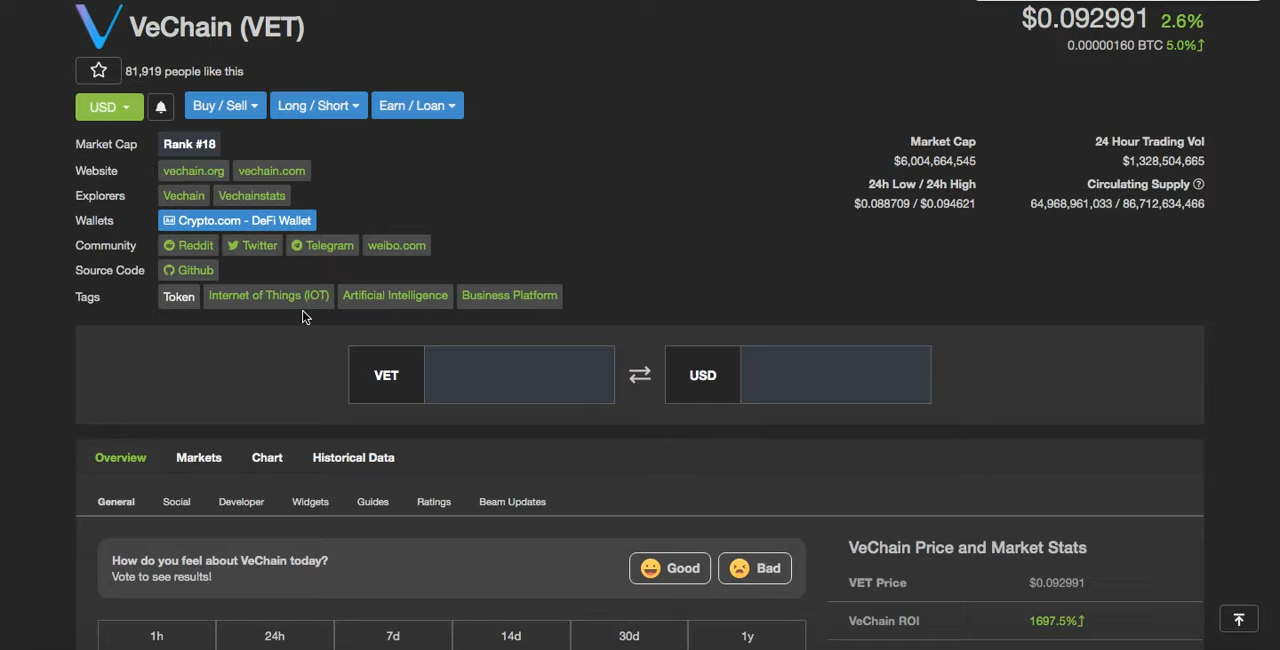 VeChain (VET)
$0.092991 2.6%
0.00000160 BTC 5.0%
81,919 people like this
USD
Buy / Sell
Long / Short
Earn / Loan
Market Cap Rank #18
Website vechain.org vechain.com
Explorers Vechain Vechainstats
Wallets Ad Crypto.com - DeFi Wallet
Community Reddit Twitter Telegram weibo.com
Source Code Github
Tags Token Internet of Things (IOT) Artificial Intelligence Business Platform
Market Cap
$6,004,664,545
24 Hour Trading Vol
$1,328,504,665
24h Low / 24h High
$0.088709 / $0.094621
Circulating Supply ?
64,968,961,033 / 86,712,634,466
VET
USD
Overview Markets Chart Historical Data
General Social Developer Widgets Guides Ratings Beam Updates
How do you feel about VeChain today?
Vote to see results!
Good
Bad
1h 24h 7d 14d 30d 1y
VeChain Price and Market Stats
VET Price $0.092991
VeChain ROI 1697.5%